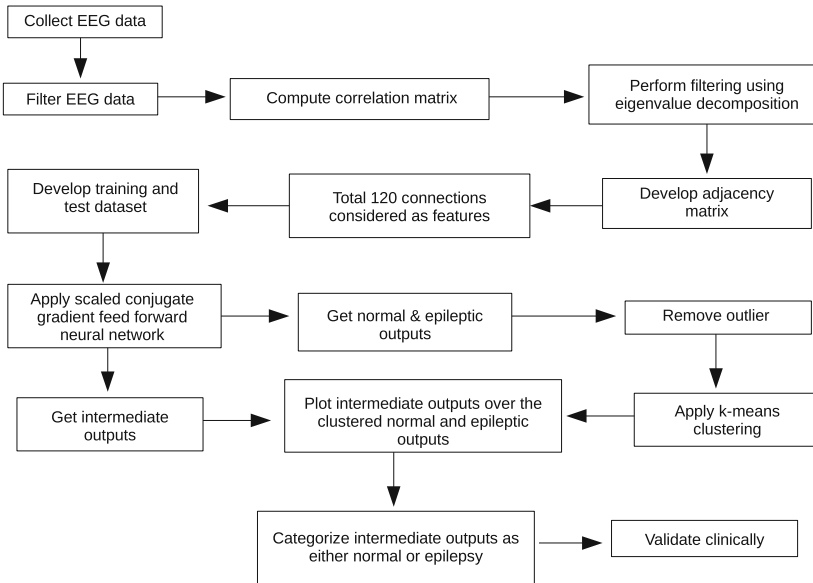 Collect EEG data
Filter EEG data
Compute correlation matrix
Perform filtering using
eigenvalue decomposition
Develop adjacency
matrix
Total 120 connections
considered as features
Develop training and
test dataset
Apply scaled conjugate
gradient feed forward
neural network
Get normal & epileptic
outputs
Remove outlier
Apply k-means
clustering
Get intermediate
outputs
Plot intermediate outputs over the
clustered normal and epileptic
outputs
Categorize intermediate outputs as
either normal or epilepsy
Validate clinically